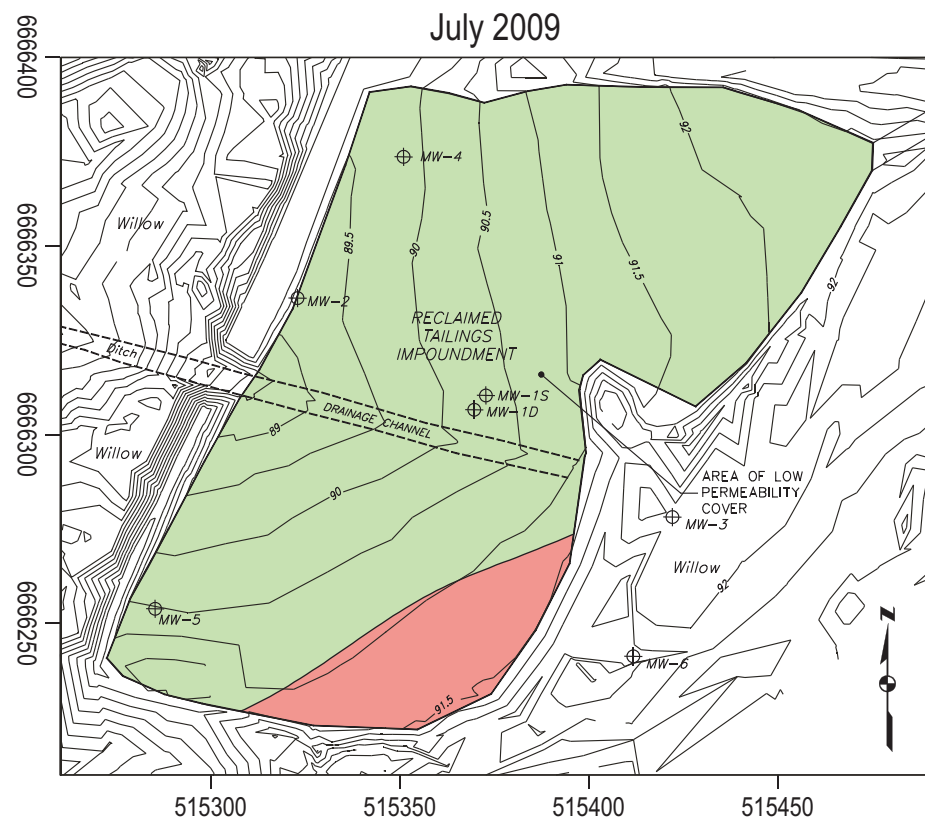 July 2009
6666400
6666350
6666300
6666250
92
MW-4
Willow
89.5
90
90.5
91
91.5
92
MW-2
RECLAIMED
TAILINGS
IMPOUNDMENT
Ditch
MW-1S
MW-1D
DRAINAGE CHANNEL
89
Willow
AREA OF LOW
PERMEABILITY
COVER
90
MW-3
Willow
92
MW-5
MW-6
91.5
N
515300
515350
515400
515450